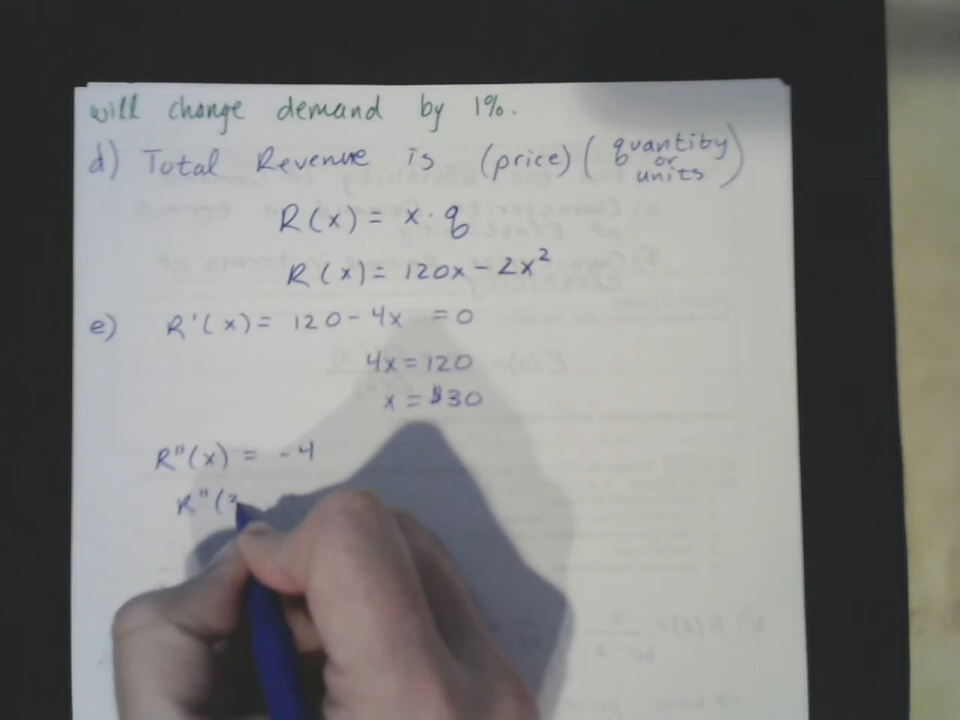 will change demand by 1%.
d) Total Revenue is (price)(quantity or units)
R(x) = x · q
R(x) = 120x - 2x²
e) R'(x) = 120 - 4x = 0
4x = 120
x = $30
R"(x) = -4
R"(3